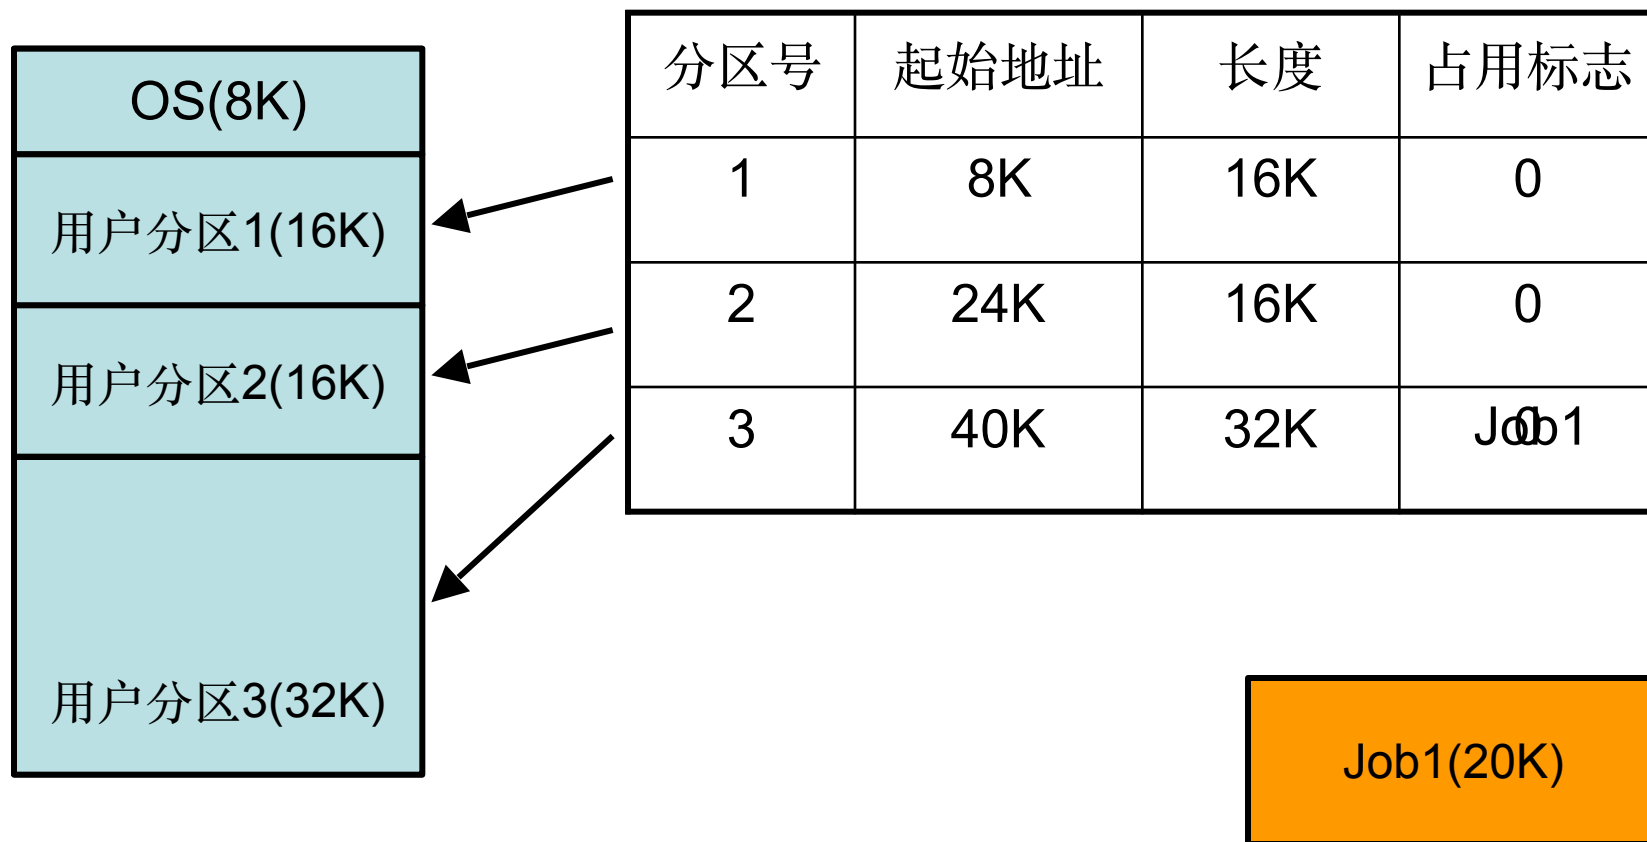 OS(8K)
用户分区1(16K)
用户分区2(16K)
用户分区3(32K)
分区号 起始地址 长度 占用标志
1 8K 16K 0
2 24K 16K 0
3 40K 32K Job1 0
Job1(20K)